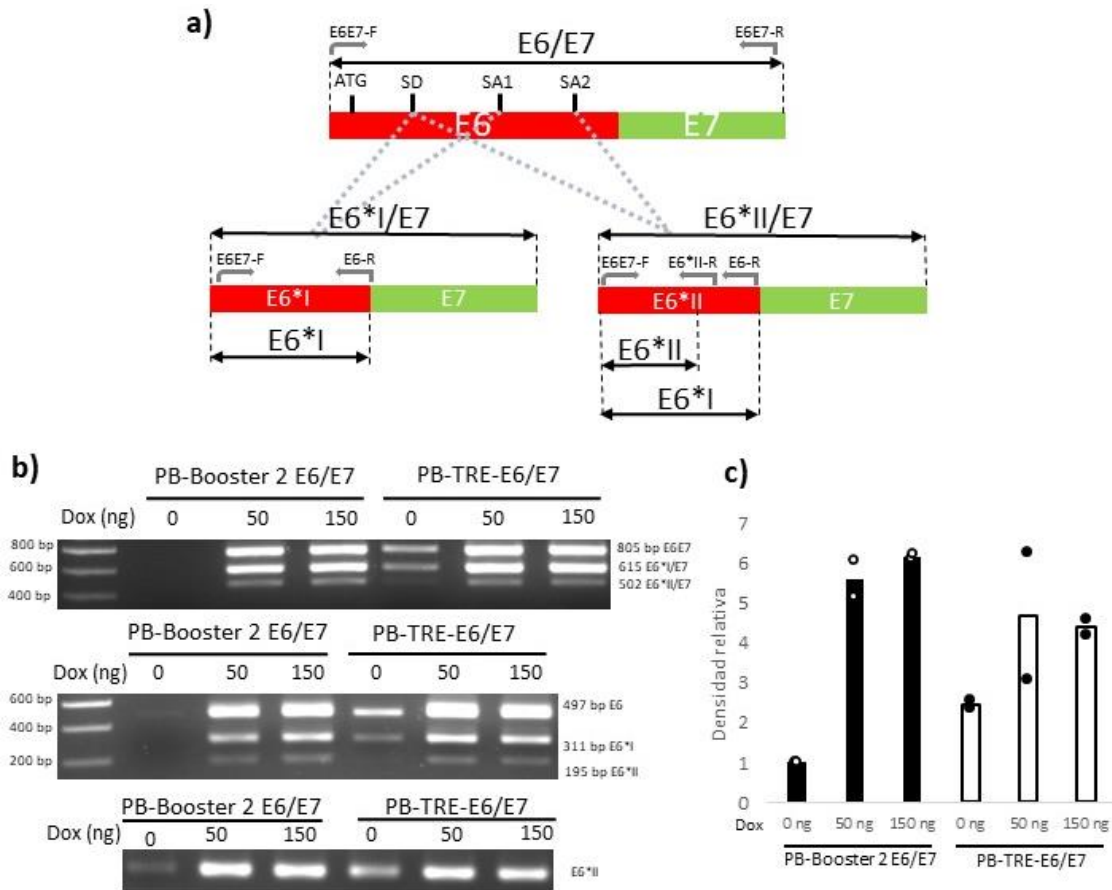 a)
E6E7-F E6/E7 E6E7-R
ATG SD SA1 SA2
E6 E7
E6*I/E7 E6*II/E7
E6E7-F E6-R E6E7-F E6*II-R E6-R
E6*I E7 E6*II E7
E6*I E6*II
E6*I
b)
PB-Booster 2 E6/E7 PB-TRE-E6/E7
Dox (ng) 0 50 150 0 50 150
800 bp 805 bp E6E7
600 bp 615 E6*I/E7
400 bp 502 E6*II/E7
PB-Booster 2 E6/E7 PB-TRE-E6/E7
Dox (ng) 0 50 150 0 50 150
600 bp 497 bp E6
400 bp 311 bp E6*I
200 bp 195 bp E6*II
PB-Booster 2 E6/E7 PB-TRE-E6/E7
0 50 150 0 50 150
E6*II
c)
Densidad relativa
7
6
5
4
3
2
1
0
Dox 0 ng 50 ng 150 ng 0 ng 50 ng 150 ng
PB-Booster 2 E6/E7 PB-TRE-E6/E7